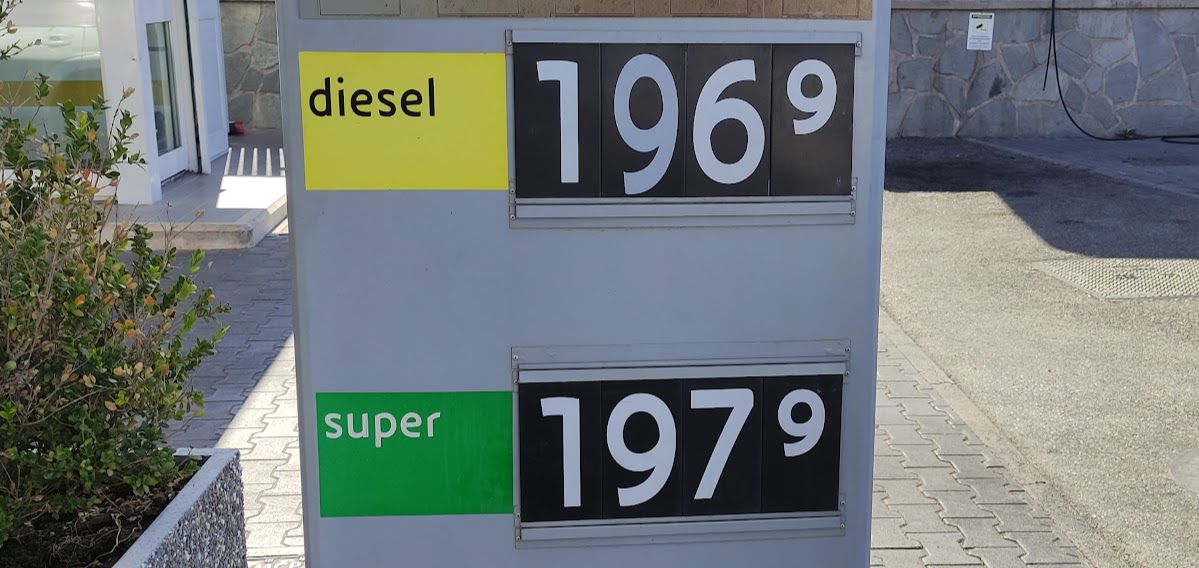 diesel 196⁹
super 197⁹